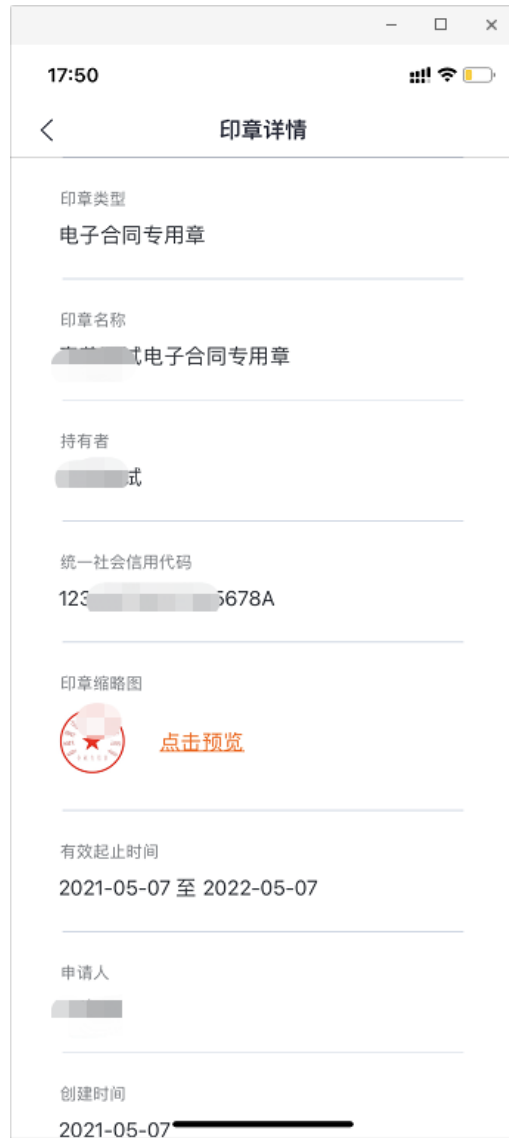 17:50
印章详情
印章类型
电子合同专用章
印章名称
试电子合同专用章
持有者
试
统一社会信用代码
123 5678A
印章缩略图
点击预览
有效起止时间
2021-05-07 至 2022-05-07
申请人
创建时间
2021-05-07